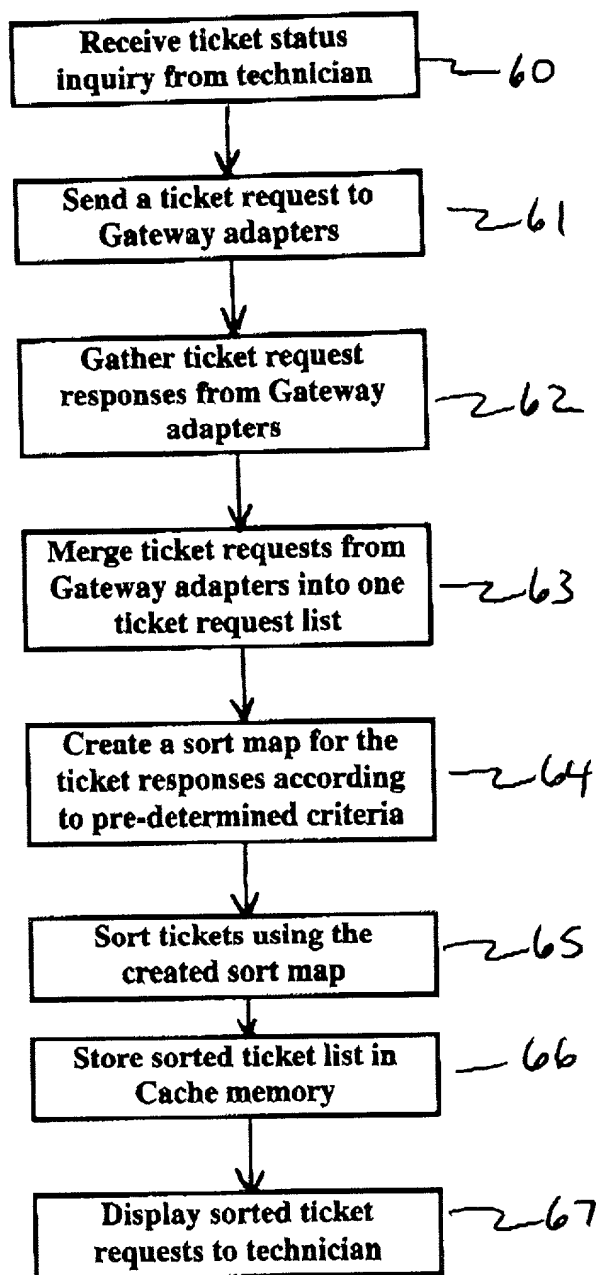 Receive ticket status
inquiry from technician
60
Send a ticket request to
Gateway adapters
61
Gather ticket request
responses from Gateway
adapters
62
Merge ticket requests from
Gateway adapters into one
ticket request list
63
Create a sort map for the
ticket responses according
to pre-determined criteria
64
Sort tickets using the
created sort map
65
Store sorted ticket list in
Cache memory
66
Display sorted ticket
requests to technician
67